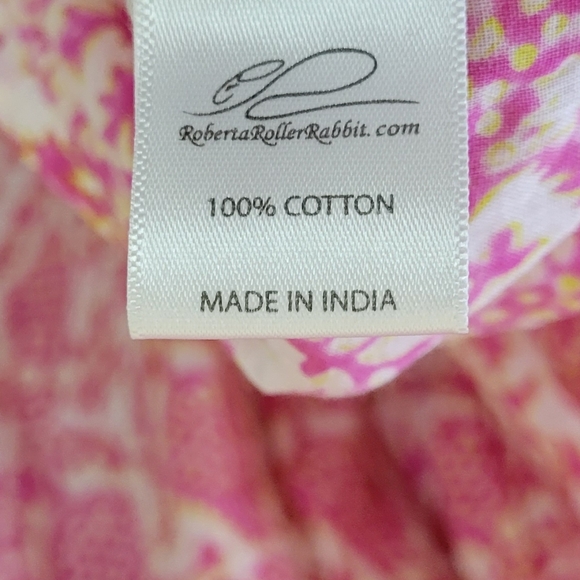 RobertaRollerRabbit.com
100% COTTON
MADE IN INDIA